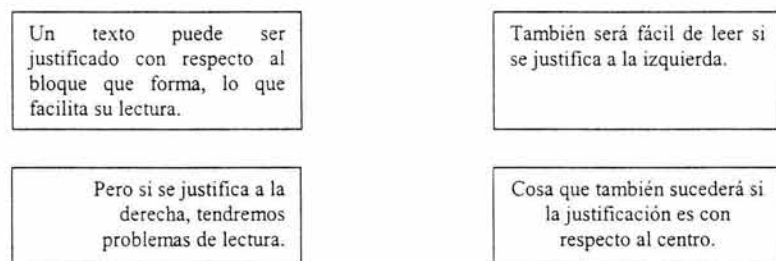 Un texto puede ser
justificado con respecto al
bloque que forma, lo que
facilita su lectura.
También será fácil de leer si
se justifica a la izquierda.
Pero si se justifica a la
derecha, tendremos
problemas de lectura.
Cosa que también sucederá si
la justificación es con
respecto al centro.